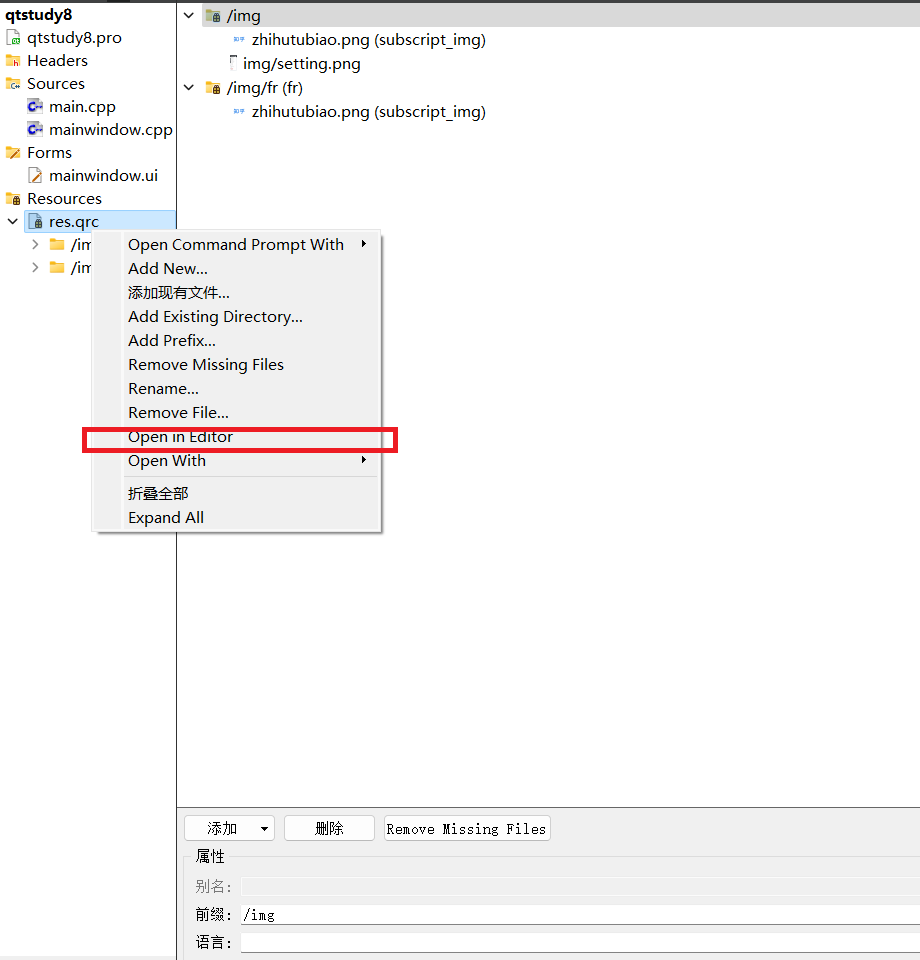 qtstudy8
qtstudy8.pro
Headers
Sources
main.cpp
mainwindow.cpp
Forms
mainwindow.ui
Resources
res.qrc
/im
/im
/img
zhihutubiao.png (subscript_img)
img/setting.png
/img/fr (fr)
zhihutubiao.png (subscript_img)
Open Command Prompt With
Add New...
添加现有文件...
Add Existing Directory...
Add Prefix...
Remove Missing Files
Rename...
Remove File...
Open in Editor
Open With
折叠全部
Expand All
添加
删除
Remove Missing Files
属性
别名:
前缀: /img
语言: